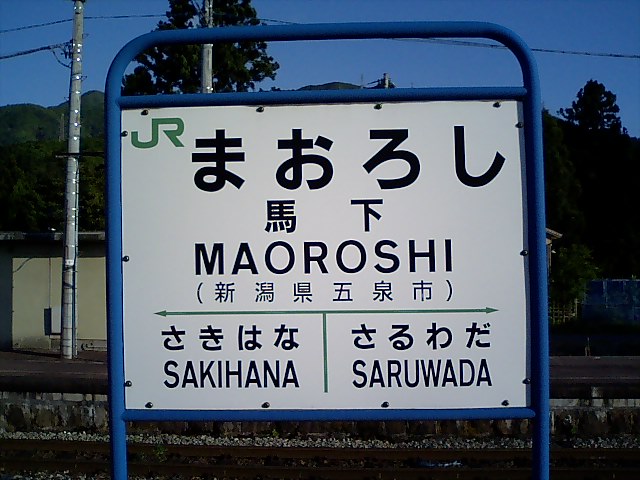 JR まおろし
馬下
MAOROSHI
(新潟県五泉市)
さきはな さるわだ
SAKIHANA SARUWADA